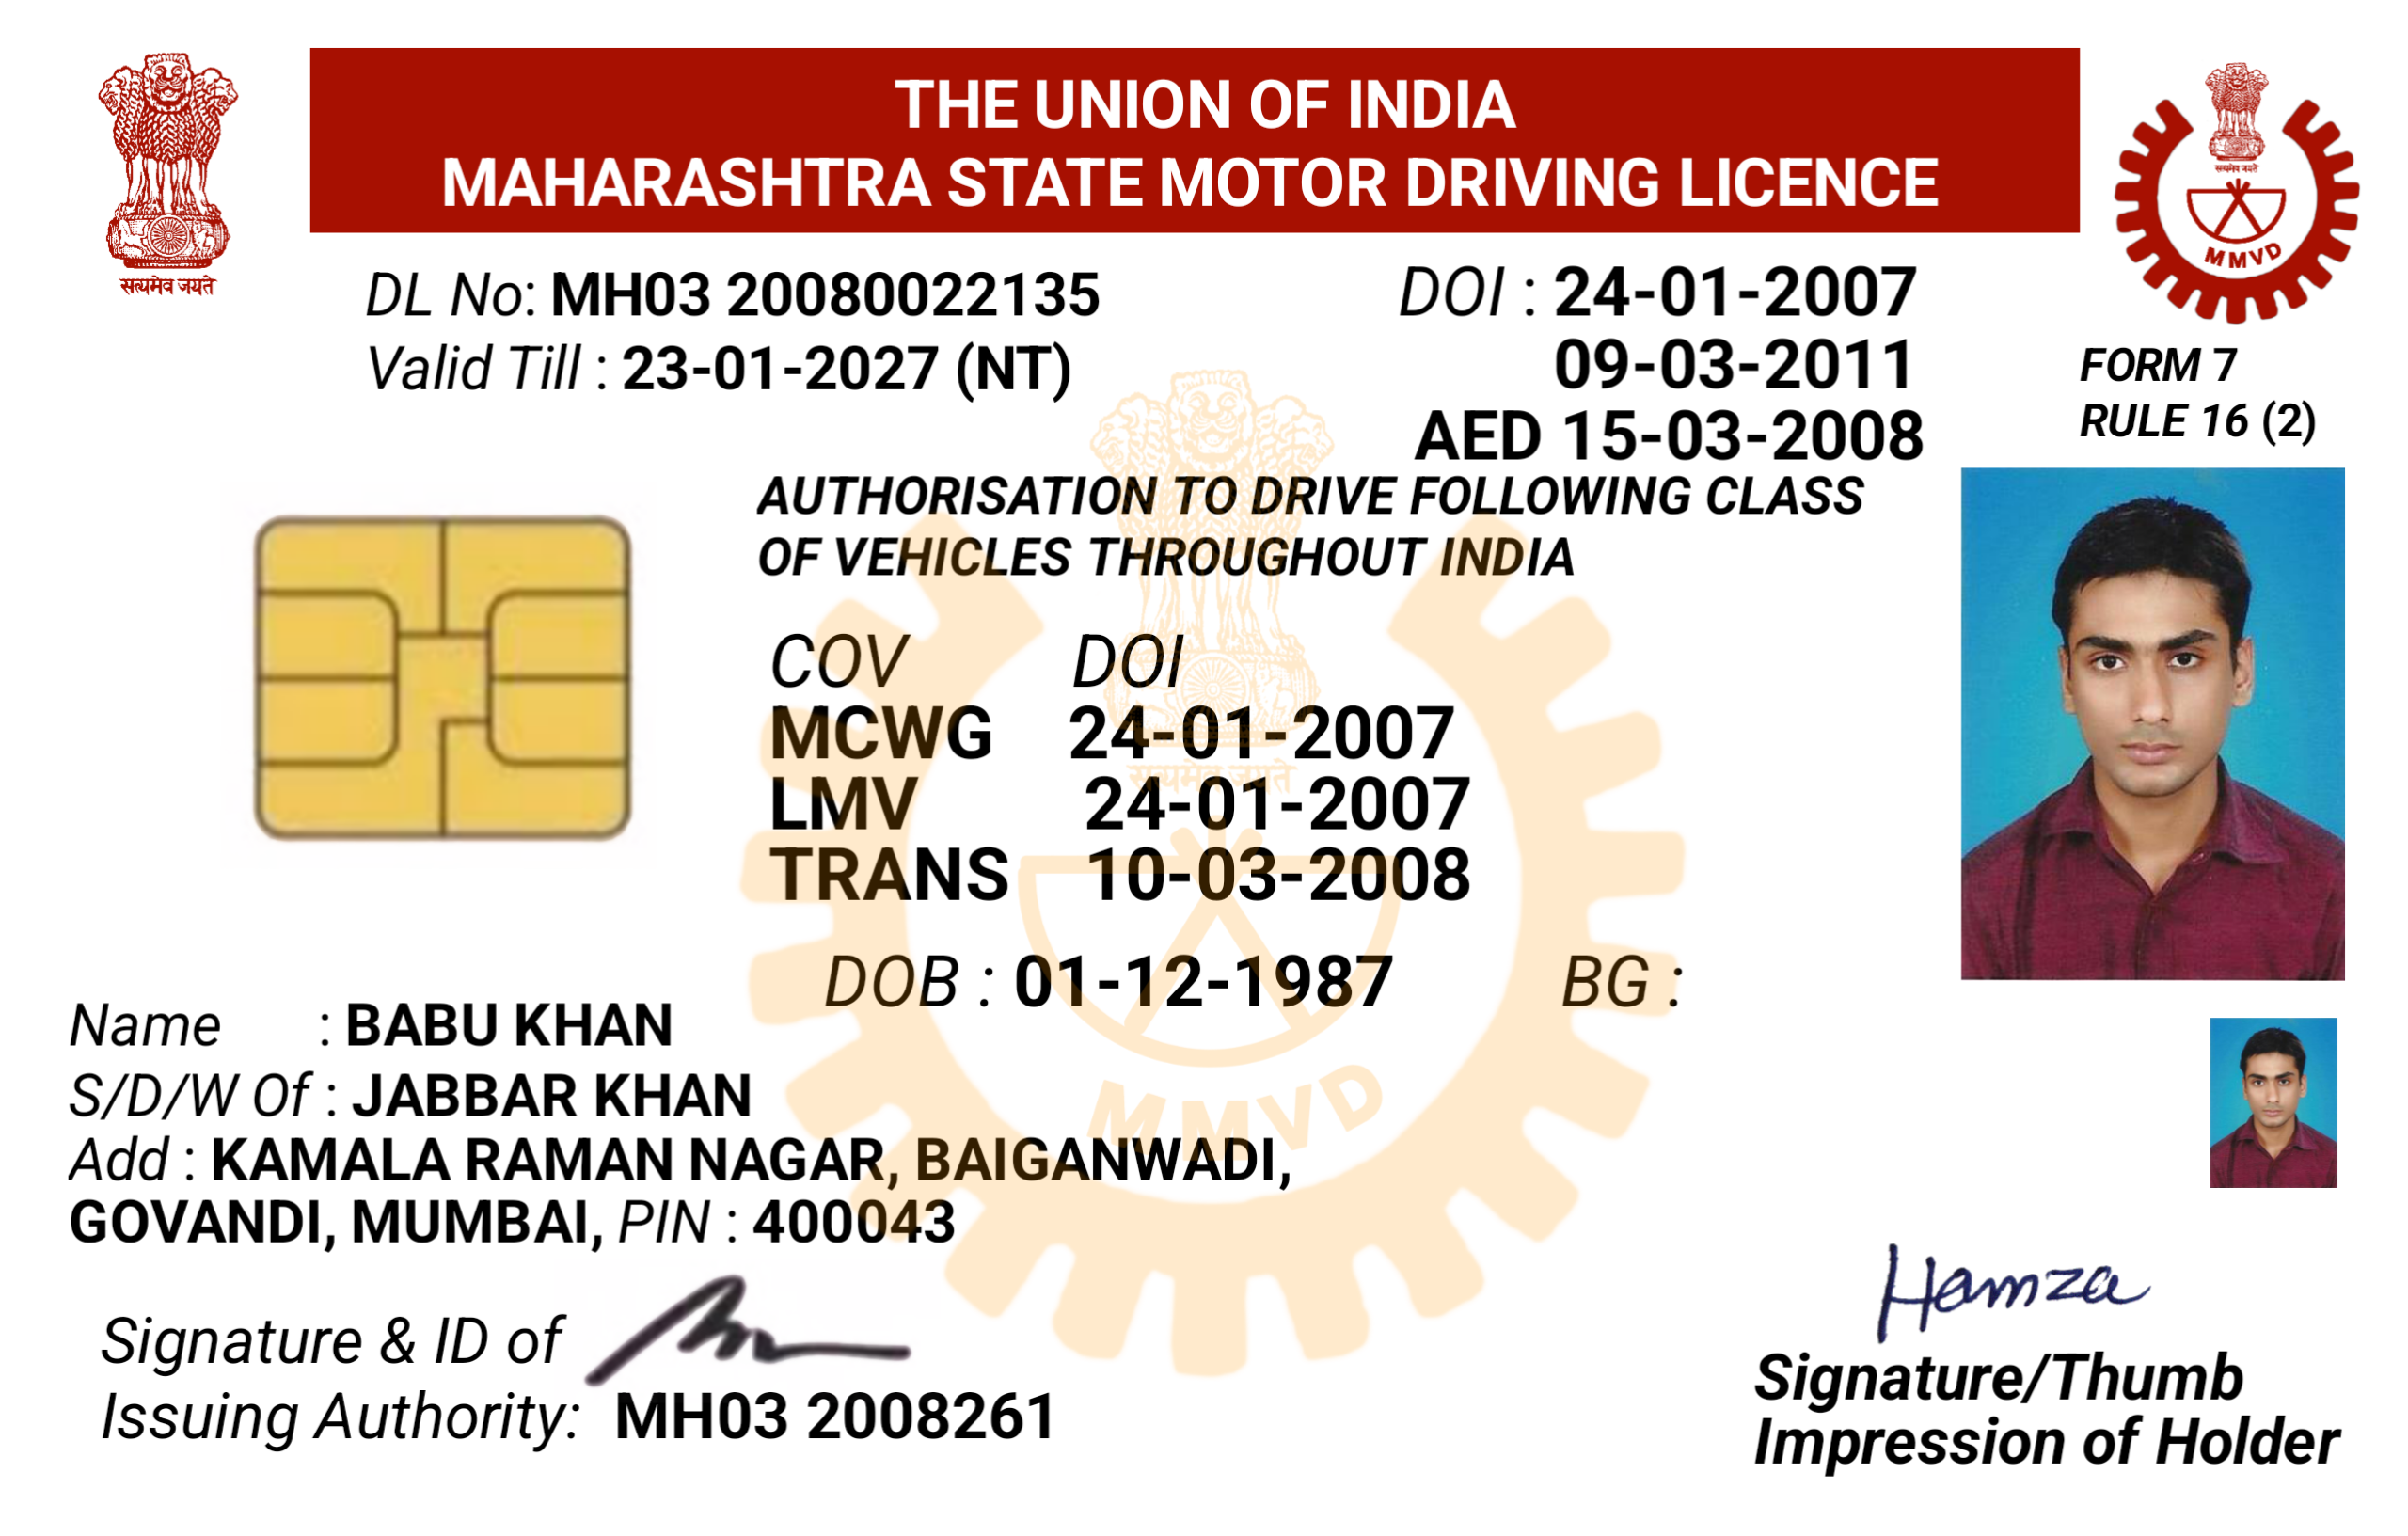 THE UNION OF INDIA
MAHARASHTRA STATE MOTOR DRIVING LICENCE
सत्यमेव जयते
सत्यमेव जयते
MMVD
DL No: MH03 20080022135
DOI : 24-01-2007
Valid Till : 23-01-2027 (NT)
09-03-2011
FORM 7
AED 15-03-2008
RULE 16 (2)
AUTHORISATION TO DRIVE FOLLOWING CLASS
OF VEHICLES THROUGHOUT INDIA
COV DOI
MCWG 24-01-2007
सत्यमेव जयते
LMV 24-01-2007
TRANS 10-03-2008
DOB : 01-12-1987 BG :
Name : BABU KHAN
S/D/W Of : JABBAR KHAN
MMVD
Add : KAMALA RAMAN NAGAR, BAIGANWADI,
GOVANDI, MUMBAI, PIN : 400043
Hamza
Signature & ID of
Issuing Authority: MH03 2008261
Signature/Thumb
Impression of Holder